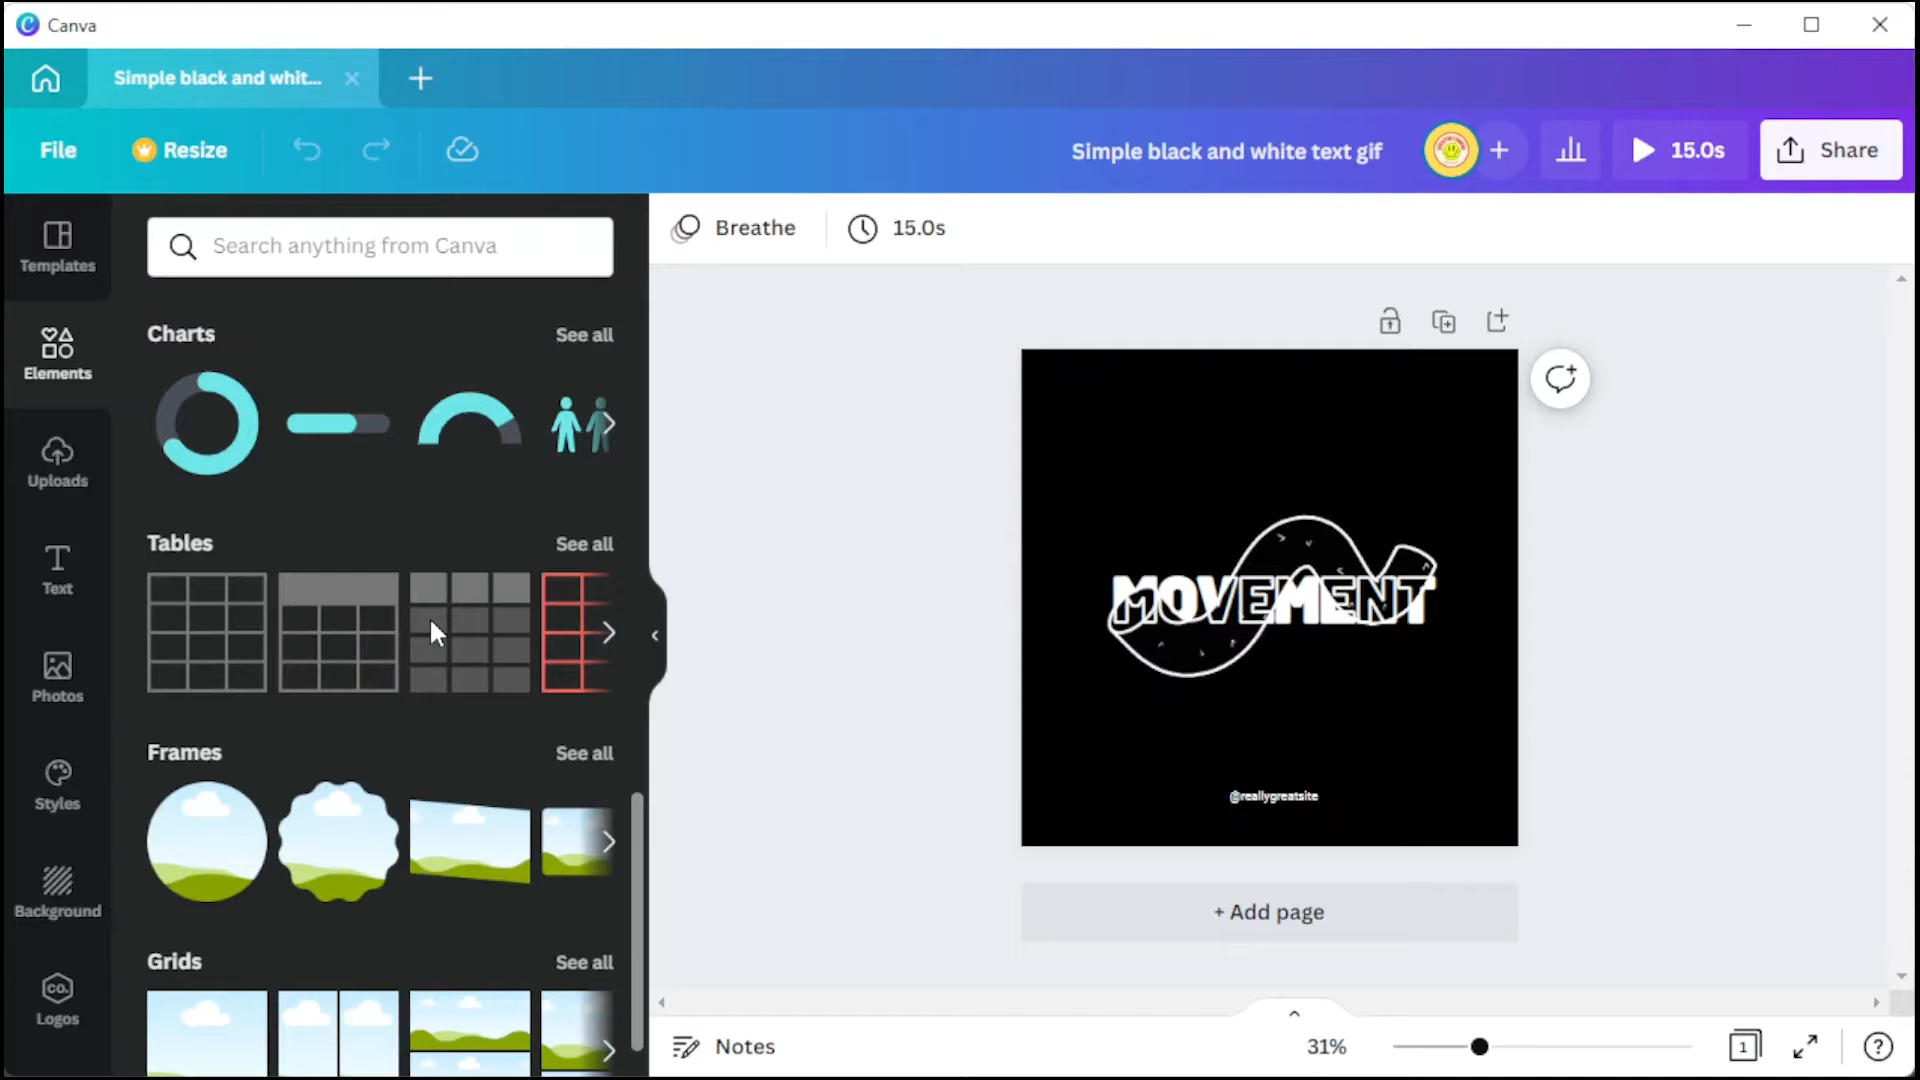 Canva
Simple black and whit...
File
Resize
Simple black and white text gif
15.0s
Share
Templates
Elements
Uploads
Text
Photos
Styles
Background
CO.
Logos
Search anything from Canva
Charts
See all
Tables
See all
Frames
See all
Grids
See all
Breathe
15.0s
MOVEMENT
@reallygreatsite
+ Add page
Notes
31%
1